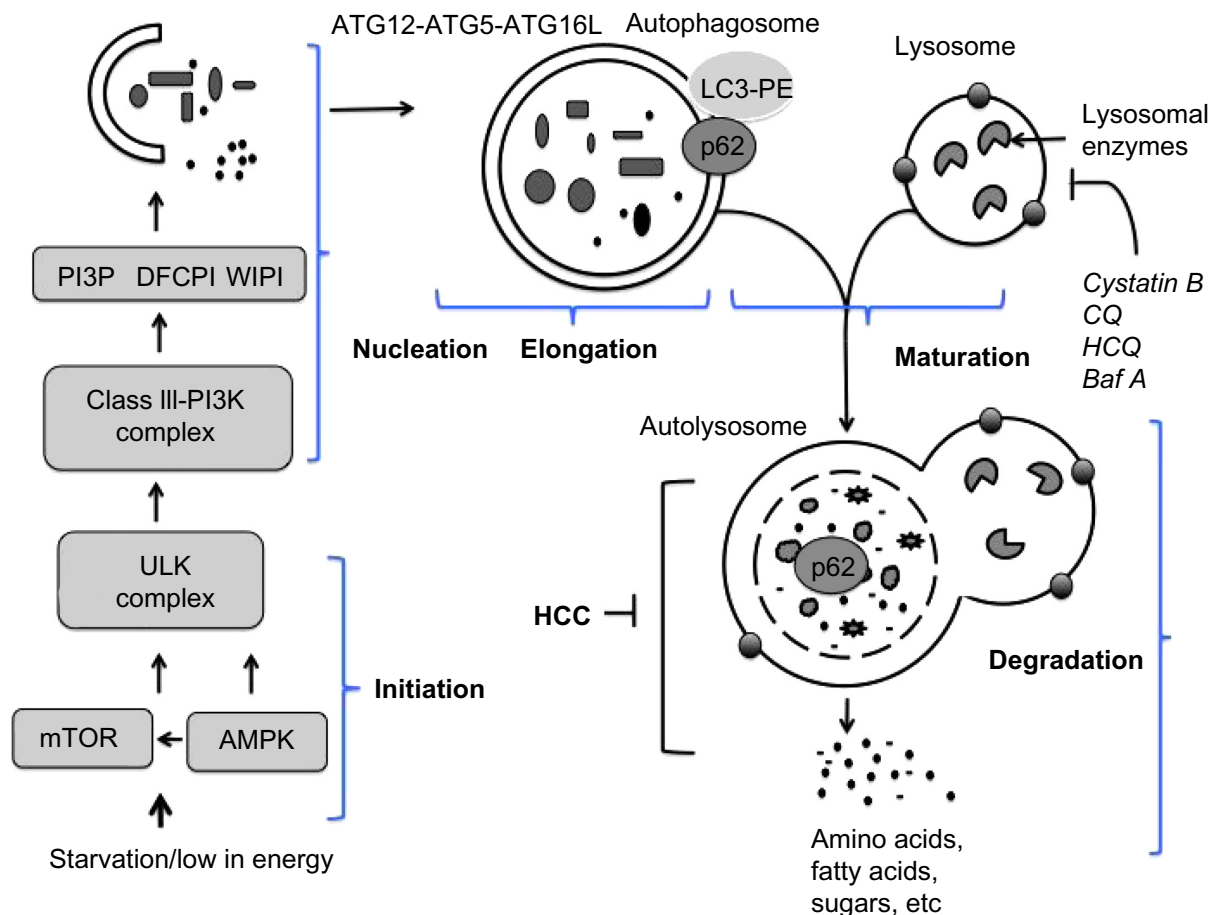 ATG12-ATG5-ATG16L
Autophagosome
Lysosome
LC3-PE
p62
Lysosomal
enzymes
PI3P DFCPI WIPI
Cystatin B
CQ
HCQ
Baf A
Nucleation
Elongation
Maturation
Class III-PI3K
complex
Autolysosome
ULK
complex
p62
HCC
Degradation
Initiation
mTOR
AMPK
Starvation/low in energy
Amino acids,
fatty acids,
sugars, etc